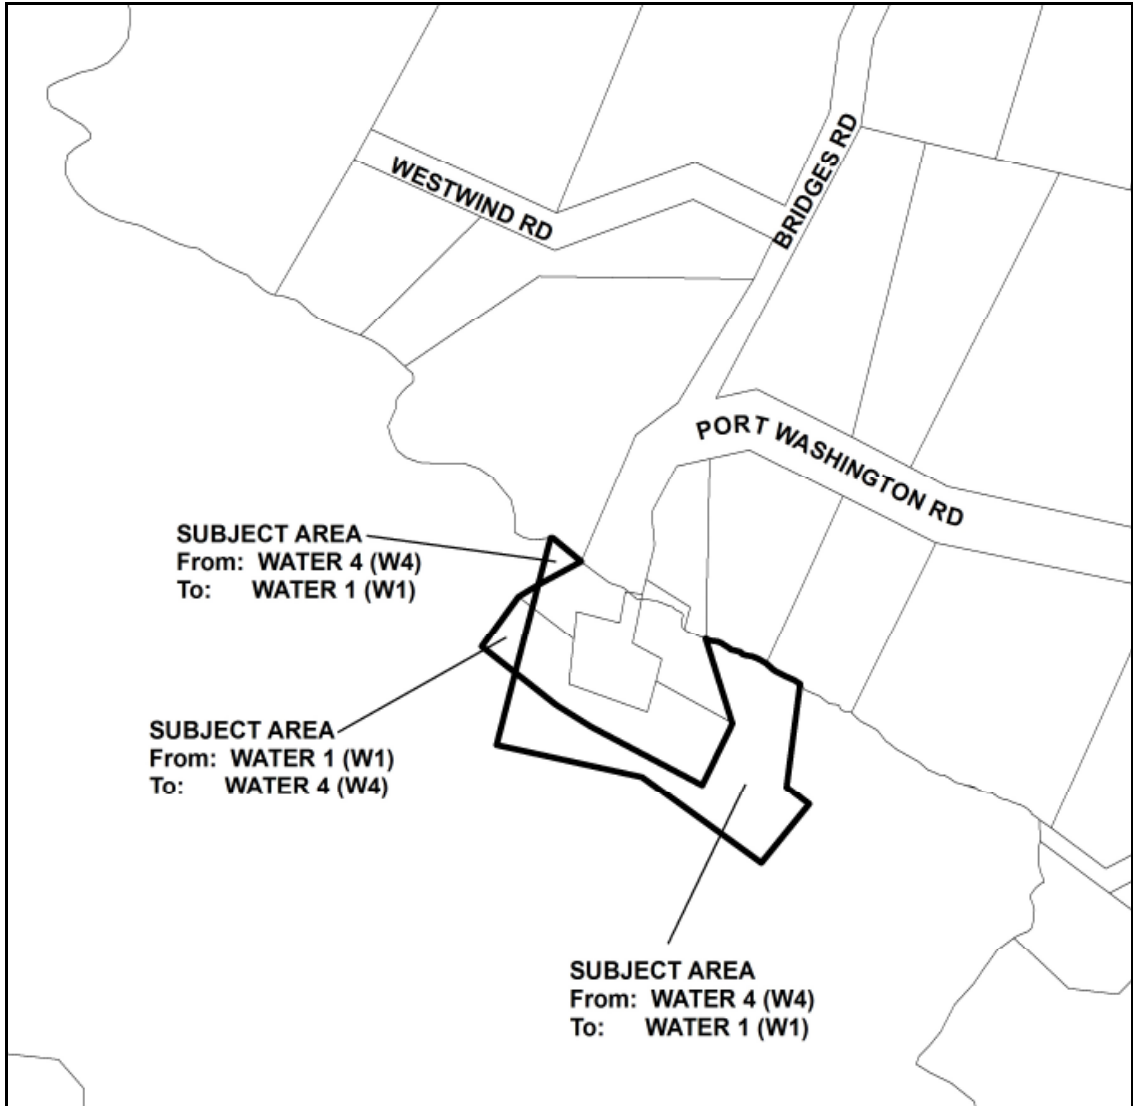 WESTWIND RD
BRIDGES RD
PORT WASHINGTON RD
SUBJECT AREA
From: WATER 4 (W4)
To: WATER 1 (W1)
SUBJECT AREA
From: WATER 1 (W1)
To: WATER 4 (W4)
SUBJECT AREA
From: WATER 4 (W4)
To: WATER 1 (W1)